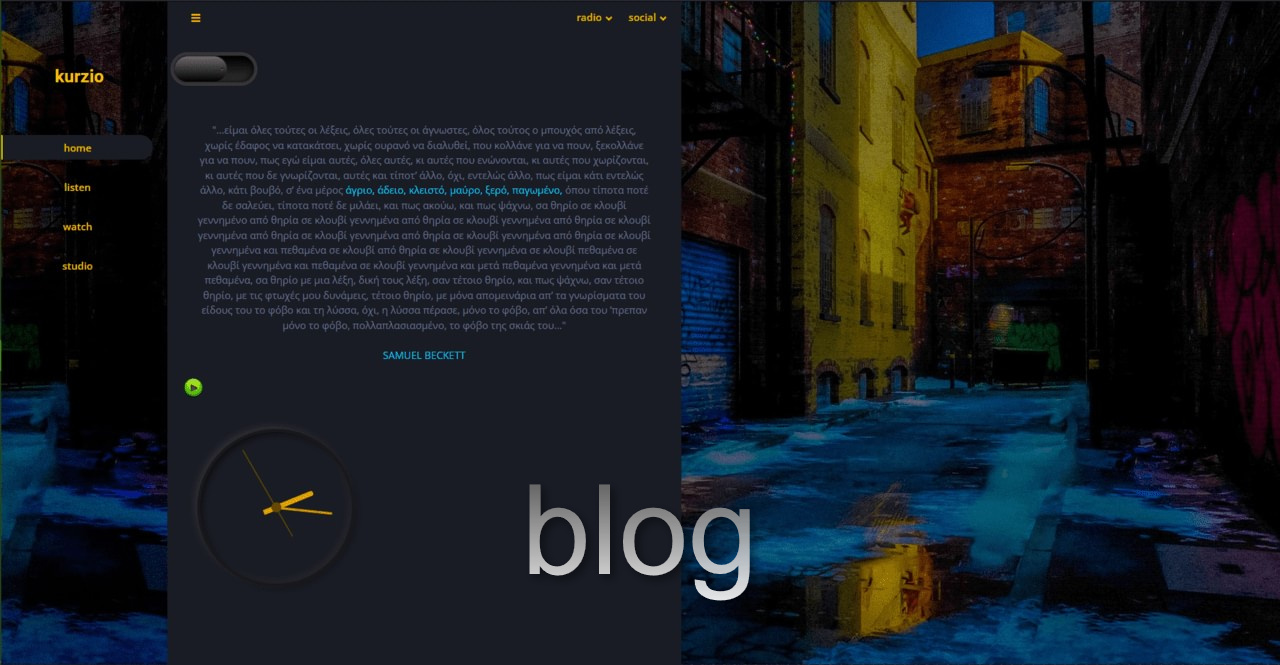 radio social
kurzio
home
listen
watch
studio
"...είμαι όλες τούτες οι λέξεις, όλες τούτες οι άγνωστες, όλος τούτος ο μπουχός από λέξεις,
χωρίς έδαφος να κατακάτσει, χωρίς ουρανό να διαλυθεί, που κολλάνε για να πουν, ξεκολλάνε
για να πουν, πως εγώ είμαι αυτές, όλες αυτές, κι αυτές που ενώνονται, κι αυτές που χωρίζονται,
κι αυτές που δε γνωρίζονται, αυτές και τίποτ' άλλο, όχι, εντελώς άλλο, πως είμαι κάτι εντελώς
άλλο, κάτι βουβό, σ' ένα μέρος άγριο, άδειο, κλειστό, μαύρο, ξερό, παγωμένο, όπου τίποτα ποτέ
δε σαλεύει, τίποτα ποτέ δε μιλάει, και πως ακούω, και πως ψάχνω, σα θηρίο σε κλουβί
γεννημένο από θηρία σε κλουβί γεννημένα από θηρία σε κλουβί γεννημένα από θηρία σε κλουβί
γεννημένα από θηρία σε κλουβί γεννημένα από θηρία σε κλουβί γεννημένα από θηρία σε κλουβί
γεννημένα και πεθαμένα σε κλουβί από θηρία σε κλουβί γεννημένα σε κλουβί πεθαμένα σε
κλουβί γεννημένα και πεθαμένα σε κλουβί γεννημένα και μετά πεθαμένα γεννημένα και μετά
πεθαμένα, σα θηρίο με μια λέξη, δική τους λέξη, σαν τέτοιο θηρίο, και πως ψάχνω, σαν τέτοιο
θηρίο, με τις φτωχές μου δυνάμεις, τέτοιο θηρίο, με μόνα απομεινάρια απ' τα γνωρίσματα του
είδους του το φόβο και τη λύσσα, όχι, η λύσσα πέρασε, μόνο το φόβο, απ' όλα όσα του 'πρεπαν
μόνο το φόβο, πολλαπλασιασμένο, το φόβο της σκιάς του..."
SAMUEL BECKETT
blog